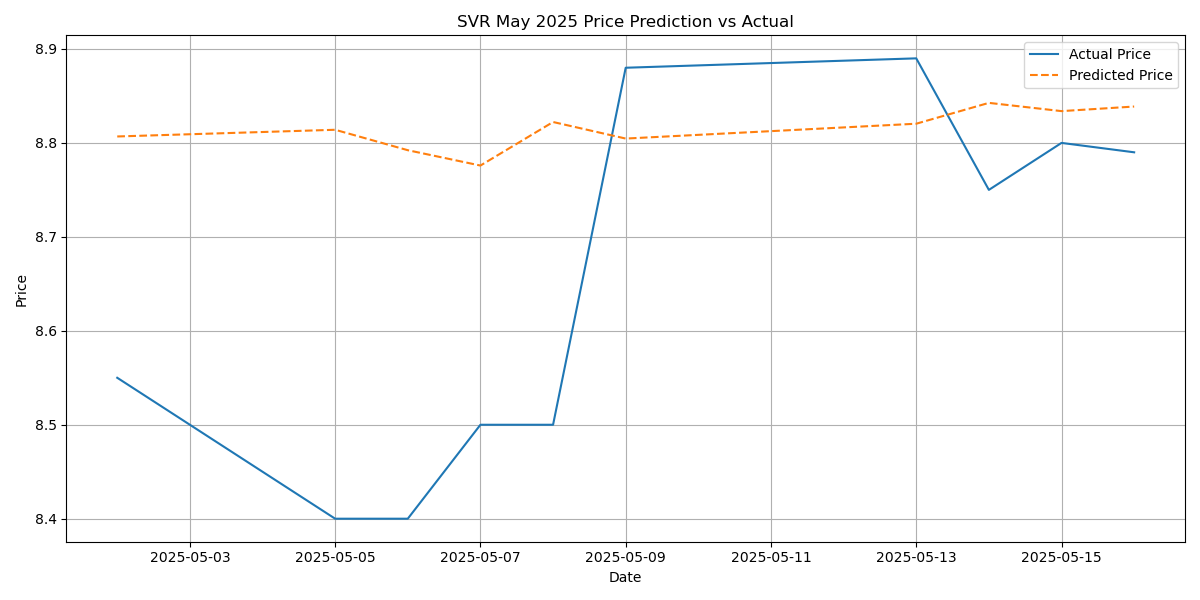 SVR May 2025 Price Prediction vs Actual
Actual Price
Predicted Price
8.9
8.8
8.7
8.6
8.5
8.4
Price
2025-05-03
2025-05-05
2025-05-07
2025-05-09
2025-05-11
2025-05-13
2025-05-15
Date